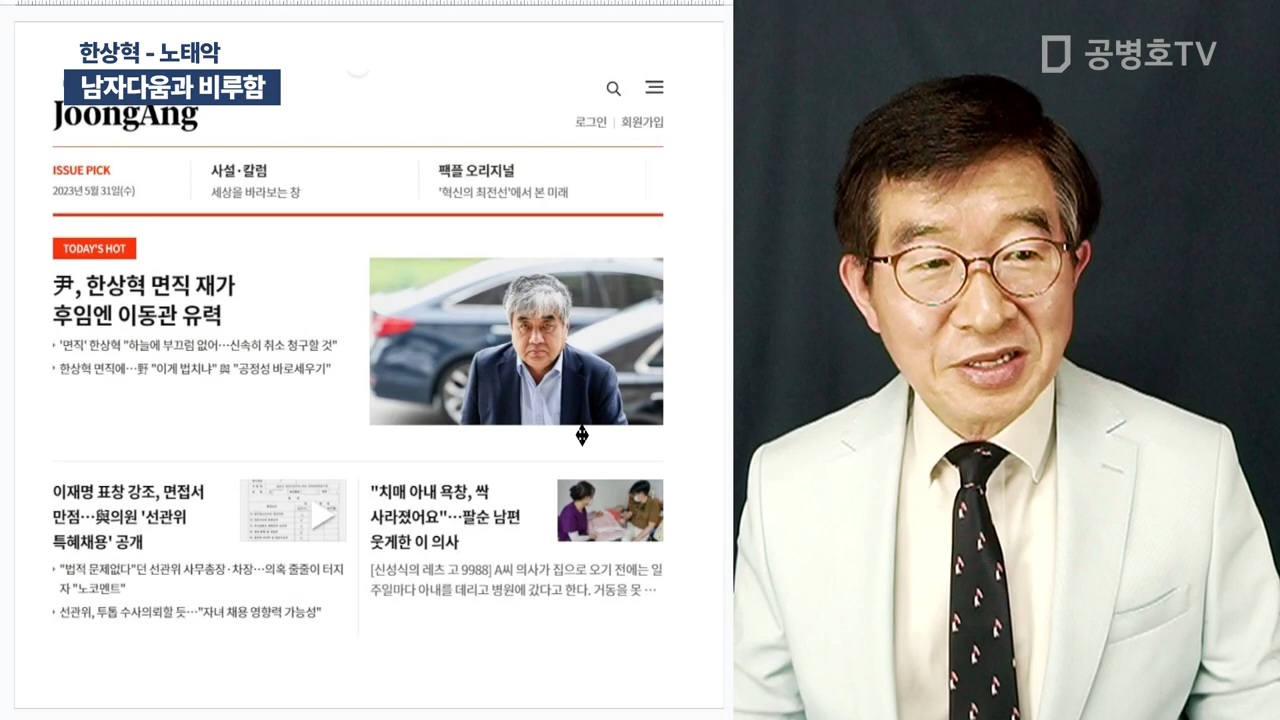 한상혁 - 노태악
남자다움과 비루함
JoongAng
로그인 | 회원가입
ISSUE PICK
2023년 5월 31일(수)
사설·칼럼
세상을 바라보는 창
팩플 오리지널
'혁신의 최전선'에서 본 미래
TODAY'S HOT
尹, 한상혁 면직 재가
후임엔 이동관 유력
'면직' 한상혁 "하늘에 부끄럼 없어…신속히 취소 청구할 것"
한상혁 면직에…野 "이게 법치냐" 與 "공정성 바로세우기"
이재명 표창 강조, 면접서
만점…與의원 '선관위
특혜채용' 공개
"법적 문제없다"던 선관위 사무총장·차장…의혹 줄줄이 터지
자 "노코멘트"
선관위, 투톱 수사의뢰할 듯…"자녀 채용 영향력 가능성"
"치매 아내 욕창, 싹
사라졌어요"…팔순 남편
웃게한 이 의사
[신성식의 레츠 고 9988] A씨 의사가 집으로 오기 전에는 일
주일마다 아내를 데리고 병원에 갔다고 한다. 거동을 못 …
공병호TV